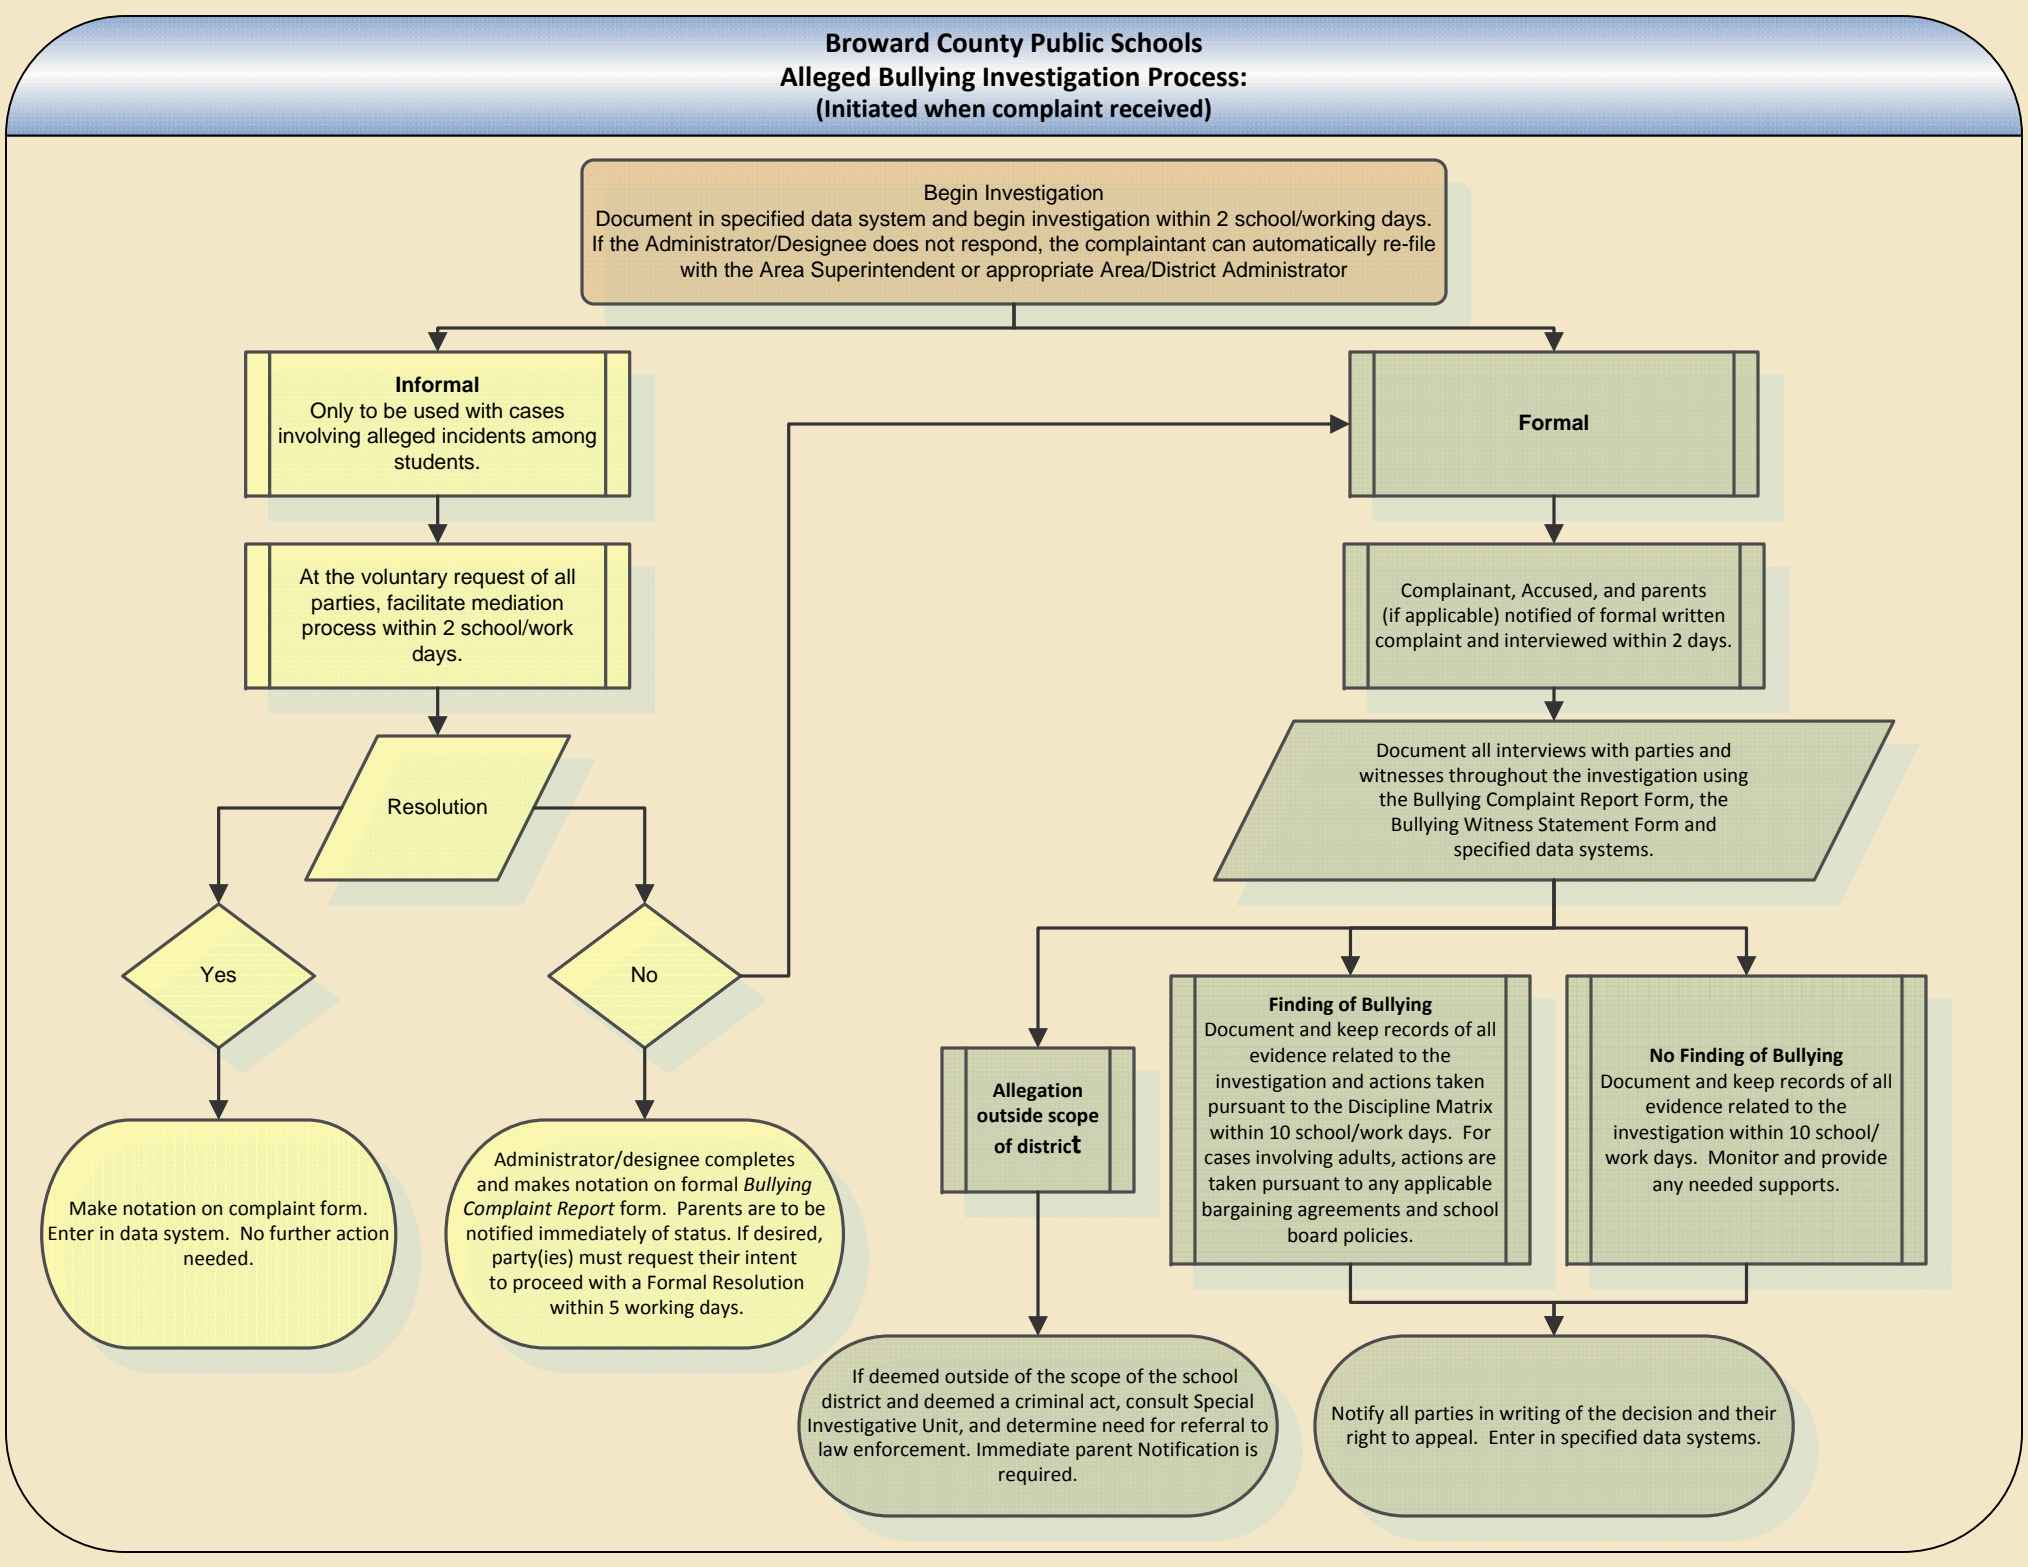 Broward County Public Schools
Alleged Bullying Investigation Process:
(Initiated when complaint received)
Begin Investigation
Document in specified data system and begin investigation within 2 school/working days.
If the Administrator/Designee does not respond, the complaintant can automatically re-file
with the Area Superintendent or appropriate Area/District Administrator
Informal
Only to be used with cases
involving alleged incidents among
students.
At the voluntary request of all
parties, facilitate mediation
process within 2 school/work
days.
Resolution
Yes
No
Make notation on complaint form.
Enter in data system.  No further action
needed.
Administrator/designee completes
and makes notation on formal Bullying
Complaint Report form.  Parents are to be
notified immediately of status. If desired,
party(ies) must request their intent
to proceed with a Formal Resolution
within 5 working days.
Formal
Complainant, Accused, and parents
(if applicable) notified of formal written
complaint and interviewed within 2 days.
Document all interviews with parties and
witnesses throughout the investigation using
the Bullying Complaint Report Form, the
Bullying Witness Statement Form and
specified data systems.
Allegation
outside scope
of district
Finding of Bullying
Document and keep records of all
evidence related to the
investigation and actions taken
pursuant to the Discipline Matrix
within 10 school/work days.  For
cases involving adults, actions are
taken pursuant to any applicable
bargaining agreements and school
board policies.
No Finding of Bullying
Document and keep records of all
evidence related to the
investigation within 10 school/
work days.  Monitor and provide
any needed supports.
If deemed outside of the scope of the school
district and deemed a criminal act, consult Special
Investigative Unit, and determine need for referral to
law enforcement. Immediate parent Notification is
required.
Notify all parties in writing of the decision and their
right to appeal.  Enter in specified data systems.